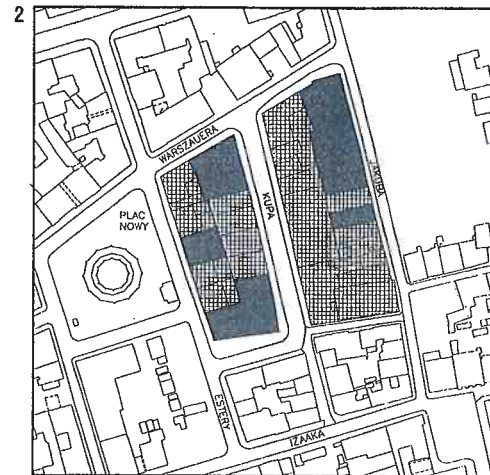 2
WARSZAUERA
KUPA
JAKUBA
PLAC
NOWY
ESTERY
IZAAKA